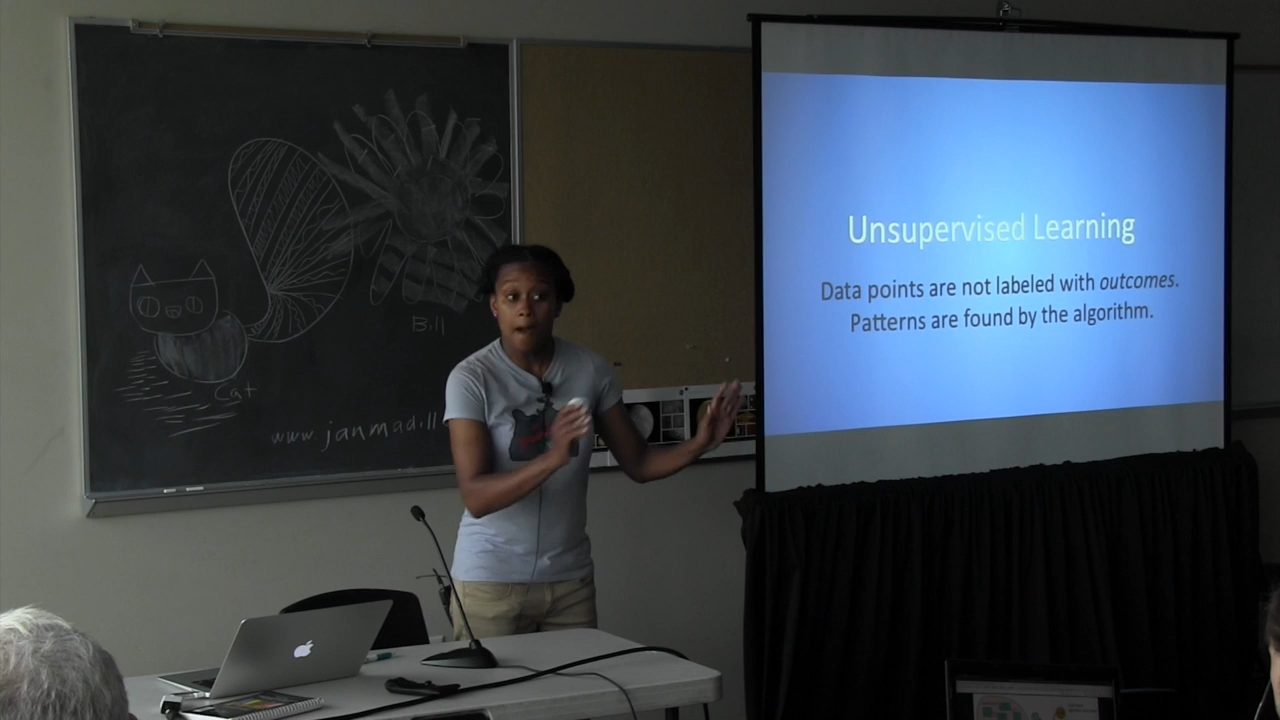 Cat
Bill
www.janmadill
Unsupervised Learning
Data points are not labeled with outcomes.
Patterns are found by the algorithm.